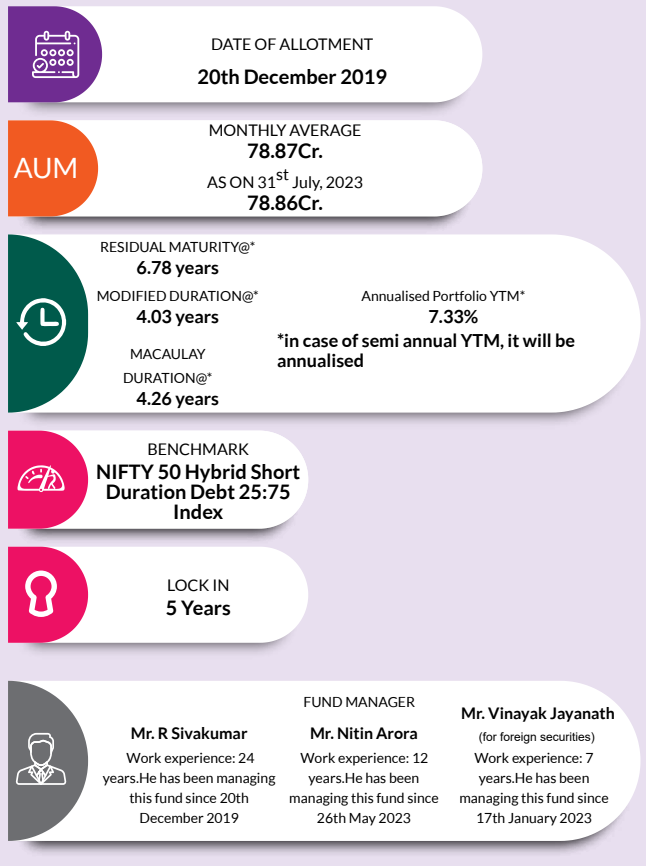 DATE OF ALLOTMENT
20th December 2019
AUM
MONTHLY AVERAGE
78.87Cr.
AS ON 31st July, 2023
78.86Cr.
RESIDUAL MATURITY@*
6.78 years
MODIFIED DURATION@*
4.03 years
MACAULAY
DURATION@*
4.26 years
Annualised Portfolio YTM*
7.33%
*in case of semi annual YTM, it will be
annualised
BENCHMARK
NIFTY 50 Hybrid Short
Duration Debt 25:75
Index
LOCK IN
5 Years
FUND MANAGER
Mr. R Sivakumar
Work experience: 24
years.He has been managing
this fund since 20th
December 2019
Mr. Nitin Arora
Work experience: 12
years.He has been
managing this fund since
26th May 2023
Mr. Vinayak Jayanath
(for foreign securities)
Work experience: 7
years.He has been
managing this fund since
17th January 2023